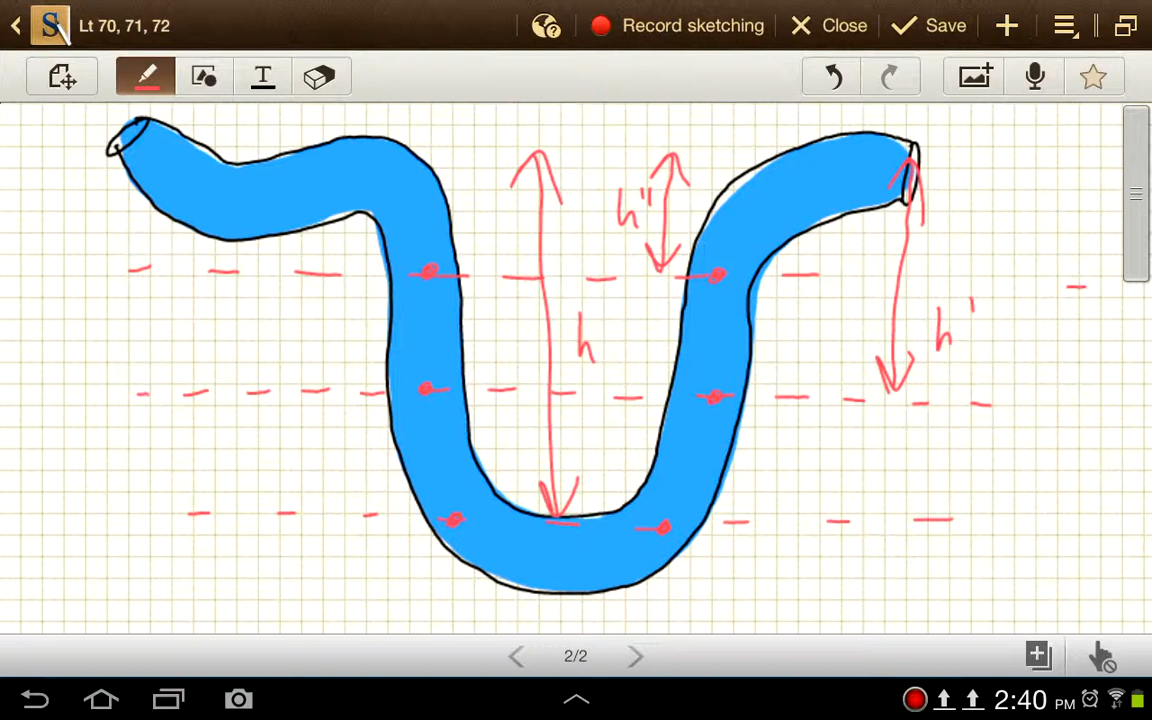 S Lt 70, 71, 72
Record sketching
Close
Save
T
h"
h
h'
2/2
2:40 PM